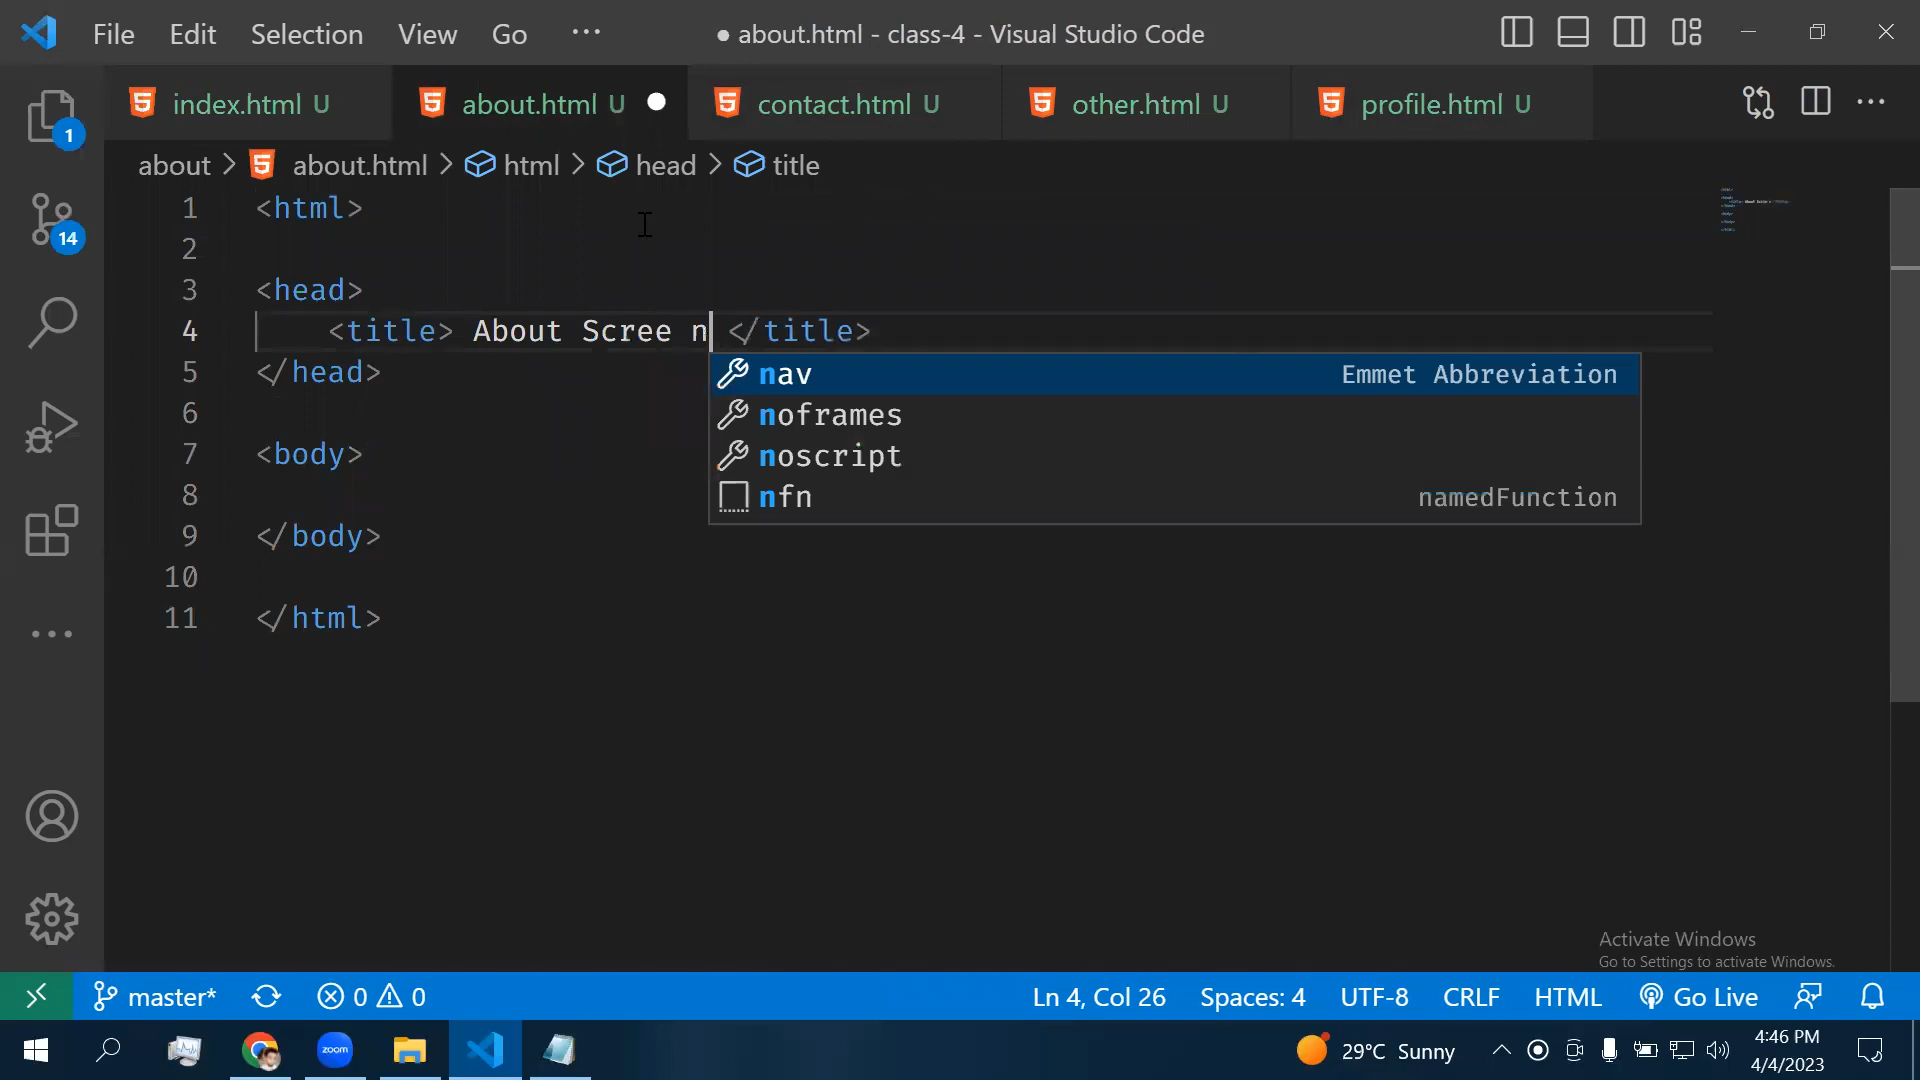 File Edit Selection View Go ··· ● about.html - class-4 - Visual Studio Code
index.html U about.html U ● contact.html U other.html U profile.html U
1
about > about.html > html > head > title
1 <html>
2
3 <head>
4 <title> About Scree n </title>
5 </head>
6
7 <body>
8
9 </body>
10
11 </html>
nav Emmet Abbreviation
noframes
noscript
nfn namedFunction
14
Activate Windows
Go to Settings to activate Windows.
master* 0 0 Ln 4, Col 26 Spaces: 4 UTF-8 CRLF HTML Go Live
zoom 29°C Sunny 4:46 PM
4/4/2023